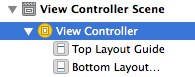 View Controller Scene
View Controller
Top Layout Guide
Bottom Layout...